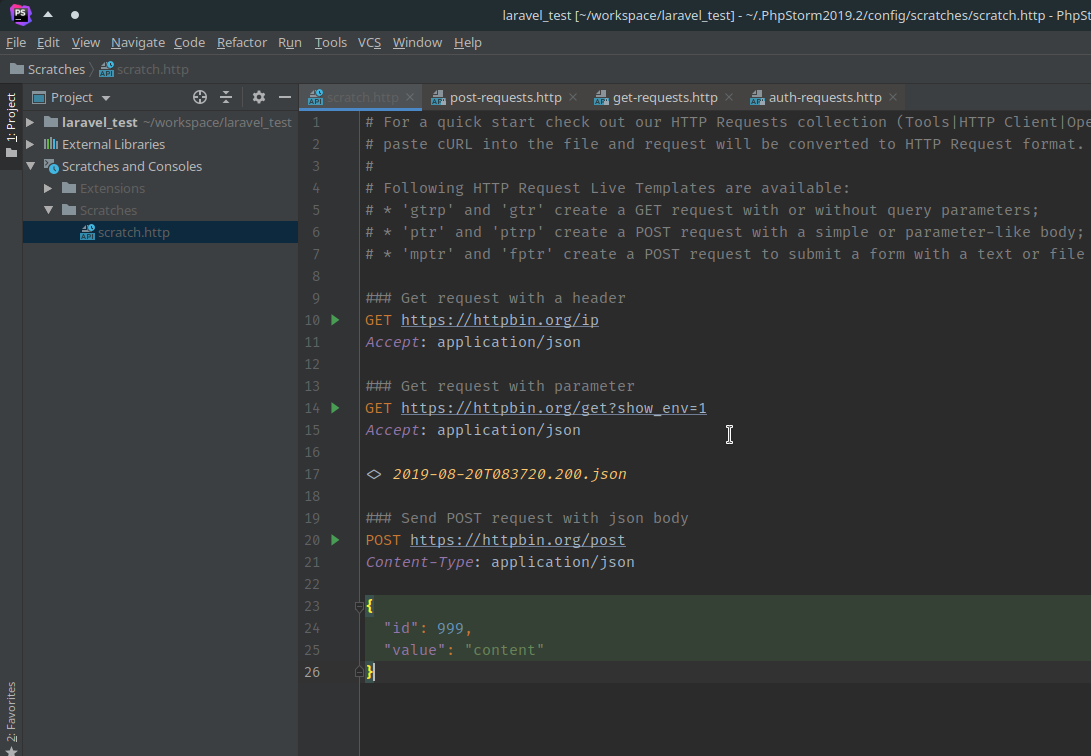 PS
laravel_test [~/workspace/laravel_test] - ~/.PhpStorm2019.2/config/scratches/scratch.http - PhpSt
File Edit View Navigate Code Refactor Run Tools VCS Window Help
Scratches scratch.http
1: Project
Project
scratch.http post-requests.http get-requests.http auth-requests.http
laravel_test ~/workspace/laravel_test
External Libraries
Scratches and Consoles
Extensions
Scratches
scratch.http
2: Favorites
1 # For a quick start check out our HTTP Requests collection (Tools|HTTP Client|Ope
2 # paste cURL into the file and request will be converted to HTTP Request format.
3 #
4 # Following HTTP Request Live Templates are available:
5 # * 'gtrp' and 'gtr' create a GET request with or without query parameters;
6 # * 'ptr' and 'ptrp' create a POST request with a simple or parameter-like body;
7 # * 'mptr' and 'fptr' create a POST request to submit a form with a text or file
8
9 ### Get request with a header
10 GET https://httpbin.org/ip
11 Accept: application/json
12
13 ### Get request with parameter
14 GET https://httpbin.org/get?show_env=1
15 Accept: application/json
16
17 <> 2019-08-20T083720.200.json
18
19 ### Send POST request with json body
20 POST https://httpbin.org/post
21 Content-Type: application/json
22
23 {
24 "id": 999,
25 "value": "content"
26 }